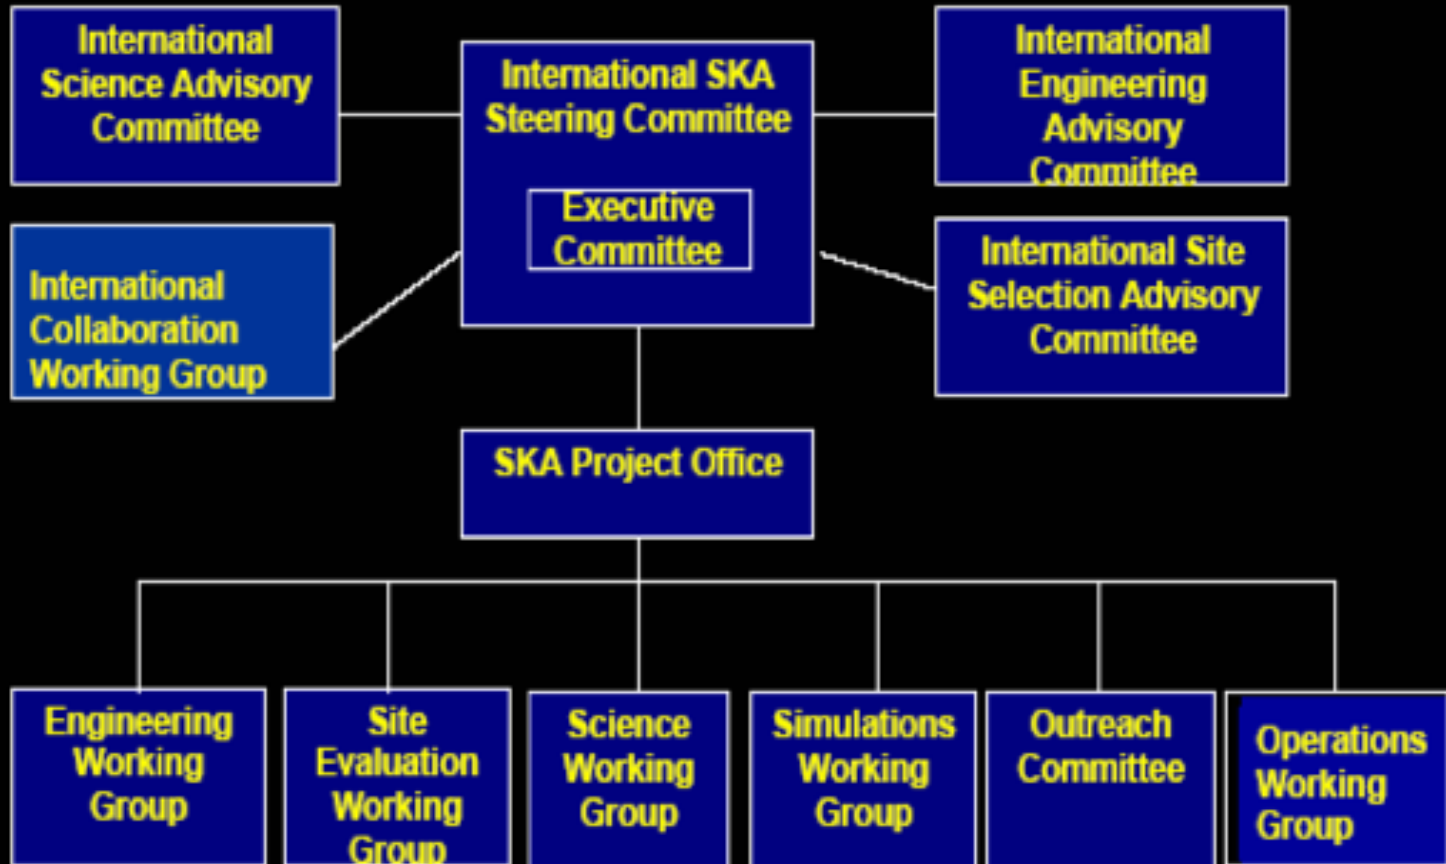 International
Science Advisory
Committee
International SKA
Steering Committee
Executive
Committee
International
Engineering
Advisory
Committee
International
Collaboration
Working Group
International Site
Selection Advisory
Committee
SKA Project Office
Engineering
Working
Group
Site
Evaluation
Working
Group
Science
Working
Group
Simulations
Working
Group
Outreach
Committee
Operations
Working
Group